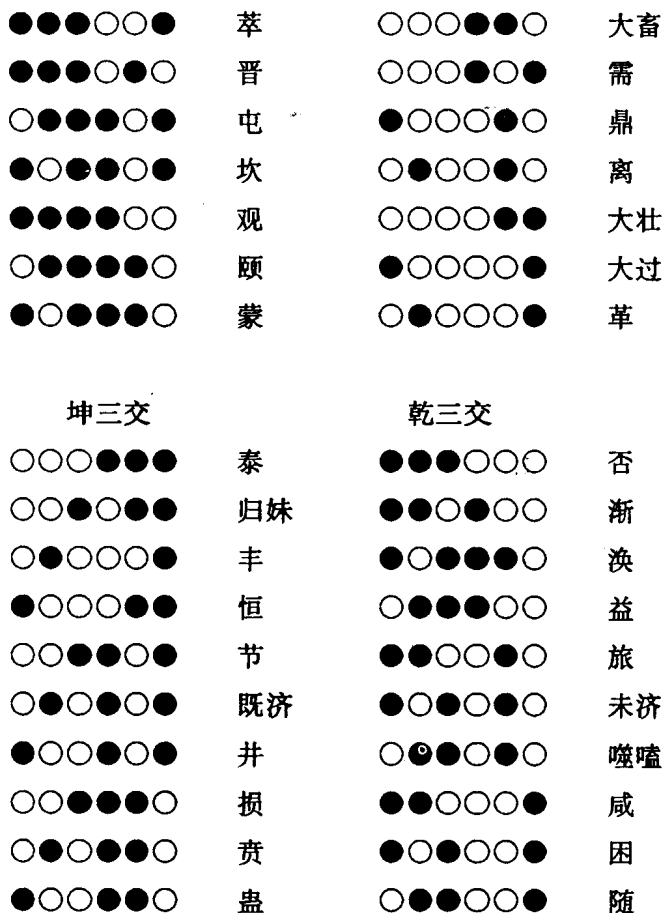 ●●●○○● 萃 ○○○●●○ 大畜
●●●○●○ 晋 ○○○●○● 需
○●●●○● 屯 ●○○○●○ 鼎
●○●●○● 坎 ○●○○●○ 离
●●●●○○ 观 ○○○○●● 大壮
○●●●●○ 颐 ●○○○○● 大过
●○●●●○ 蒙 ○●○○○● 革
坤三交 乾三交
○○○●●● 泰 ●●●○○○ 否
○○●○●● 归妹 ●●○●○○ 渐
○●○○○● 丰 ●○●●●○ 涣
●○○○●● 恒 ○●●●○○ 益
○○●●○● 节 ●●○○●○ 旅
○●○●○● 既济 ●○●○●○ 未济
●○○●○● 井 ○●●○●○ 噬嗑
○○●●●○ 损 ●●○○○● 咸
○●○●●○ 贲 ●○●○○● 困
●○○●●○ 蛊 ○●●○○● 随